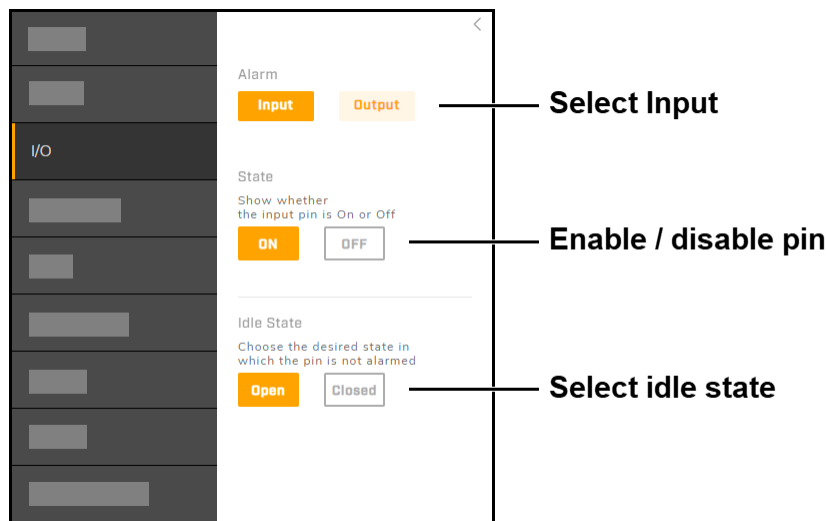 I/O
Alarm
Input
Output
Select Input
State
Show whether
the input pin is On or Off
ON
OFF
Enable / disable pin
Idle State
Choose the desired state in
which the pin is not alarmed
Open
Closed
Select idle state